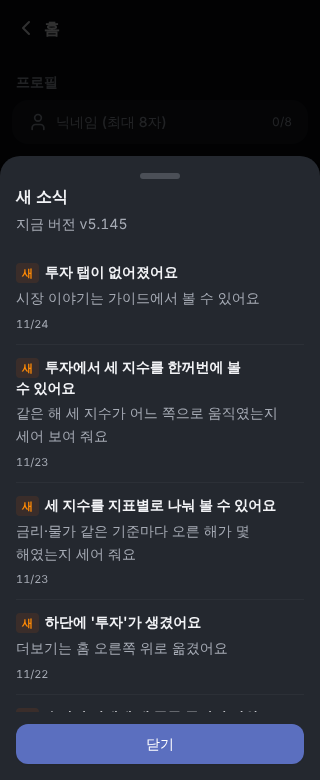 홈
프로필
닉네임 (최대 8자)
0/8
새 소식
지금 버전 v5.145
새 투자 탭이 없어졌어요
시장 이야기는 가이드에서 볼 수 있어요
11/24
새 투자에서 세 지수를 한꺼번에 볼
수 있어요
같은 해 세 지수가 어느 쪽으로 움직였는지
세어 보여 줘요
11/23
새 세 지수를 지표별로 나눠 볼 수 있어요
금리·물가 같은 기준마다 오른 해가 몇
해였는지 세어 줘요
11/23
새 하단에 '투자'가 생겼어요
더보기는 홈 오른쪽 위로 옮겼어요
11/22
닫기